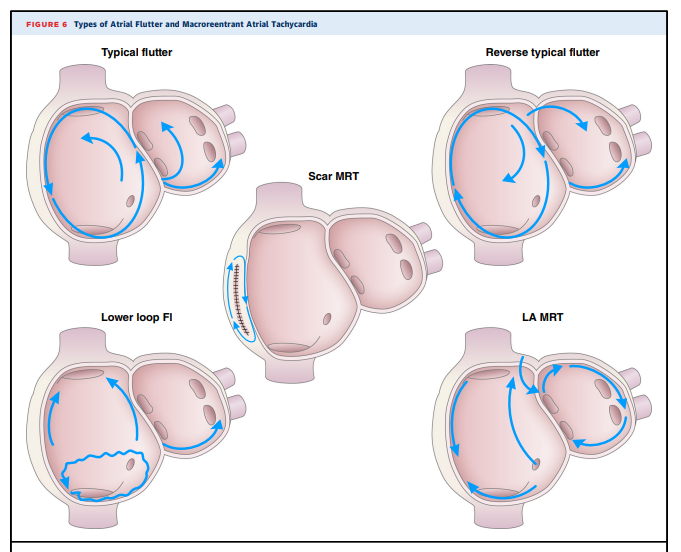 FIGURE 6 Types of Atrial Flutter and Macroreentrant Atrial Tachycardia
Typical flutter
Reverse typical flutter
Scar MRT
Lower loop Fl
LA MRT